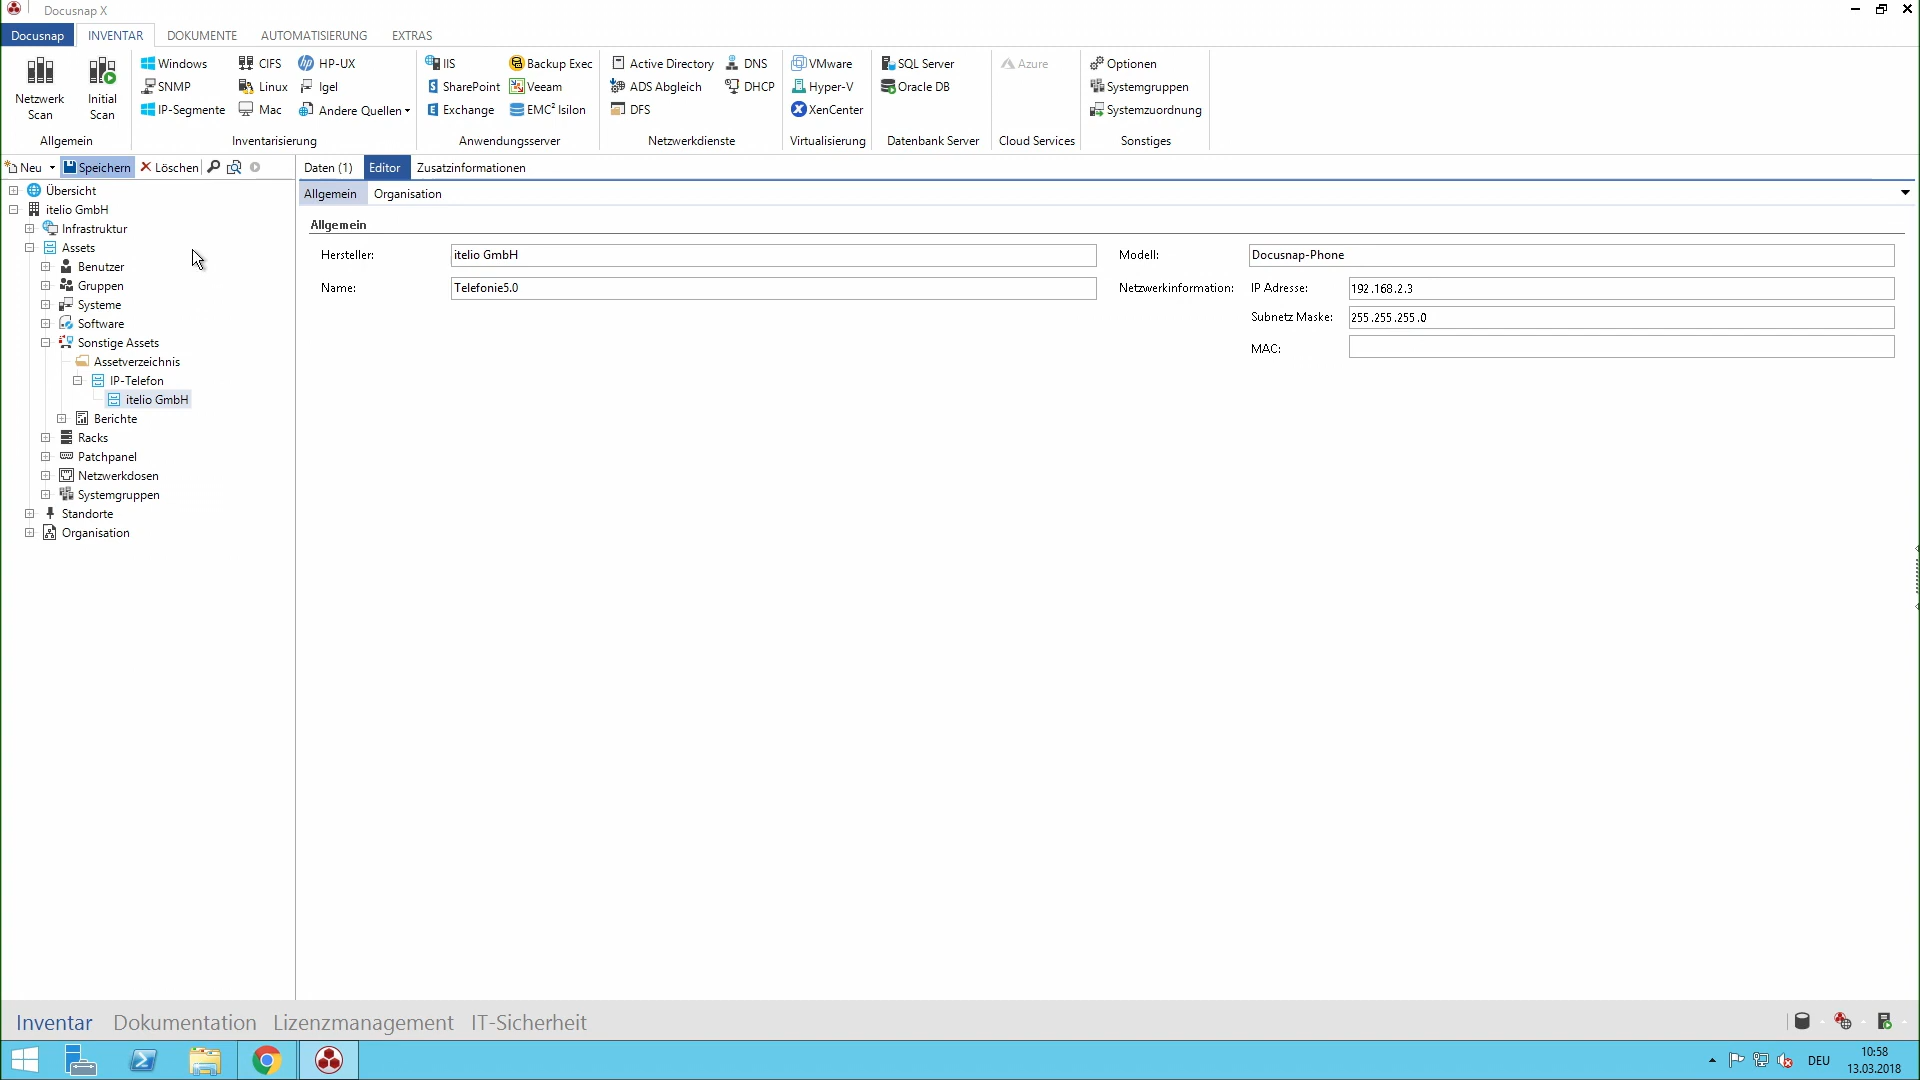 Docusnap X
Docusnap INVENTAR DOKUMENTE AUTOMATISIERUNG EXTRAS
Netzwerk Scan
Initial Scan
Allgemein
Windows CIFS HP-UX
SNMP Linux Igel
IP-Segmente Mac Andere Quellen
Inventarisierung
IIS Backup Exec
SharePoint Veeam
Exchange EMC² Isilon
Anwendungsserver
Active Directory DNS
ADS Abgleich DHCP
DFS
Netzwerkdienste
VMware
Hyper-V
XenCenter
Virtualisierung
SQL Server
Oracle DB
Datenbank Server
Azure
Cloud Services
Optionen
Systemgruppen
Systemzuordnung
Sonstiges
Neu Speichern Löschen
Übersicht
itelio GmbH
Infrastruktur
Assets
Benutzer
Gruppen
Systeme
Software
Sonstige Assets
Assetverzeichnis
IP-Telefon
itelio GmbH
Berichte
Racks
Patchpanel
Netzwerkdosen
Systemgruppen
Standorte
Organisation
Daten (1) Editor Zusatzinformationen
Allgemein Organisation
Allgemein
Hersteller: itelio GmbH Modell: Docusnap-Phone
Name: Telefonie5.0 Netzwerkinformation: IP Adresse: 192.168.2.3
Subnetz Maske: 255.255.255.0
MAC:
Inventar Dokumentation Lizenzmanagement IT-Sicherheit
DEU
10:58
13.03.2018